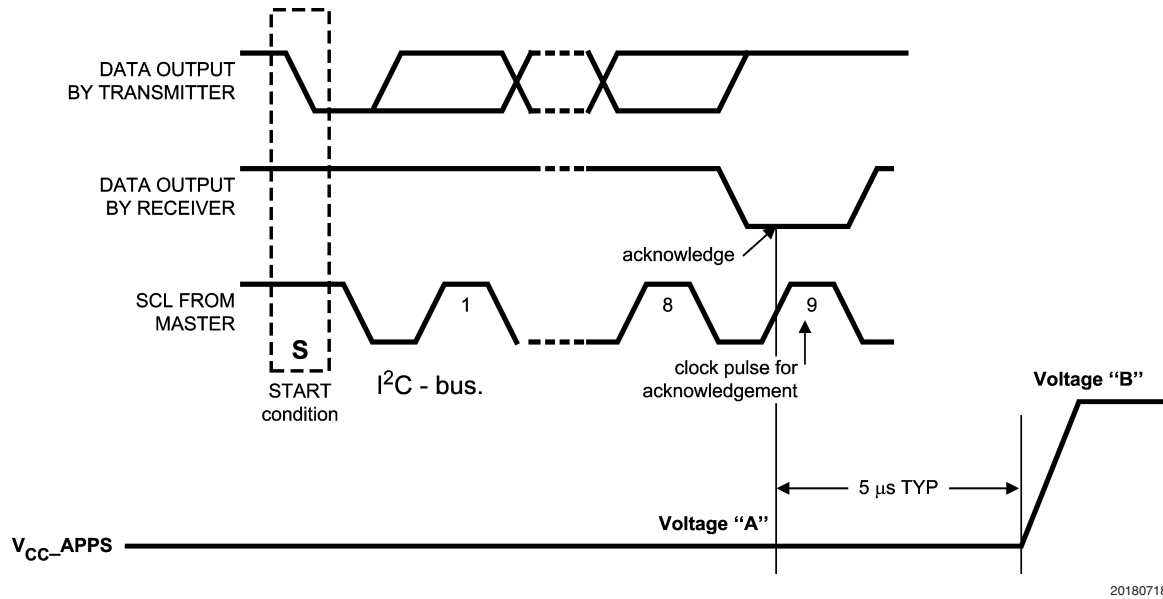 DATA OUTPUT
BY TRANSMITTER
DATA OUTPUT
BY RECEIVER
acknowledge
SCL FROM
MASTER
1
8
9
S
START
condition
I²C - bus.
clock pulse for
acknowledgement
Voltage “B”
5 μs TYP
Voltage “A”
VCC_APPS
20180718